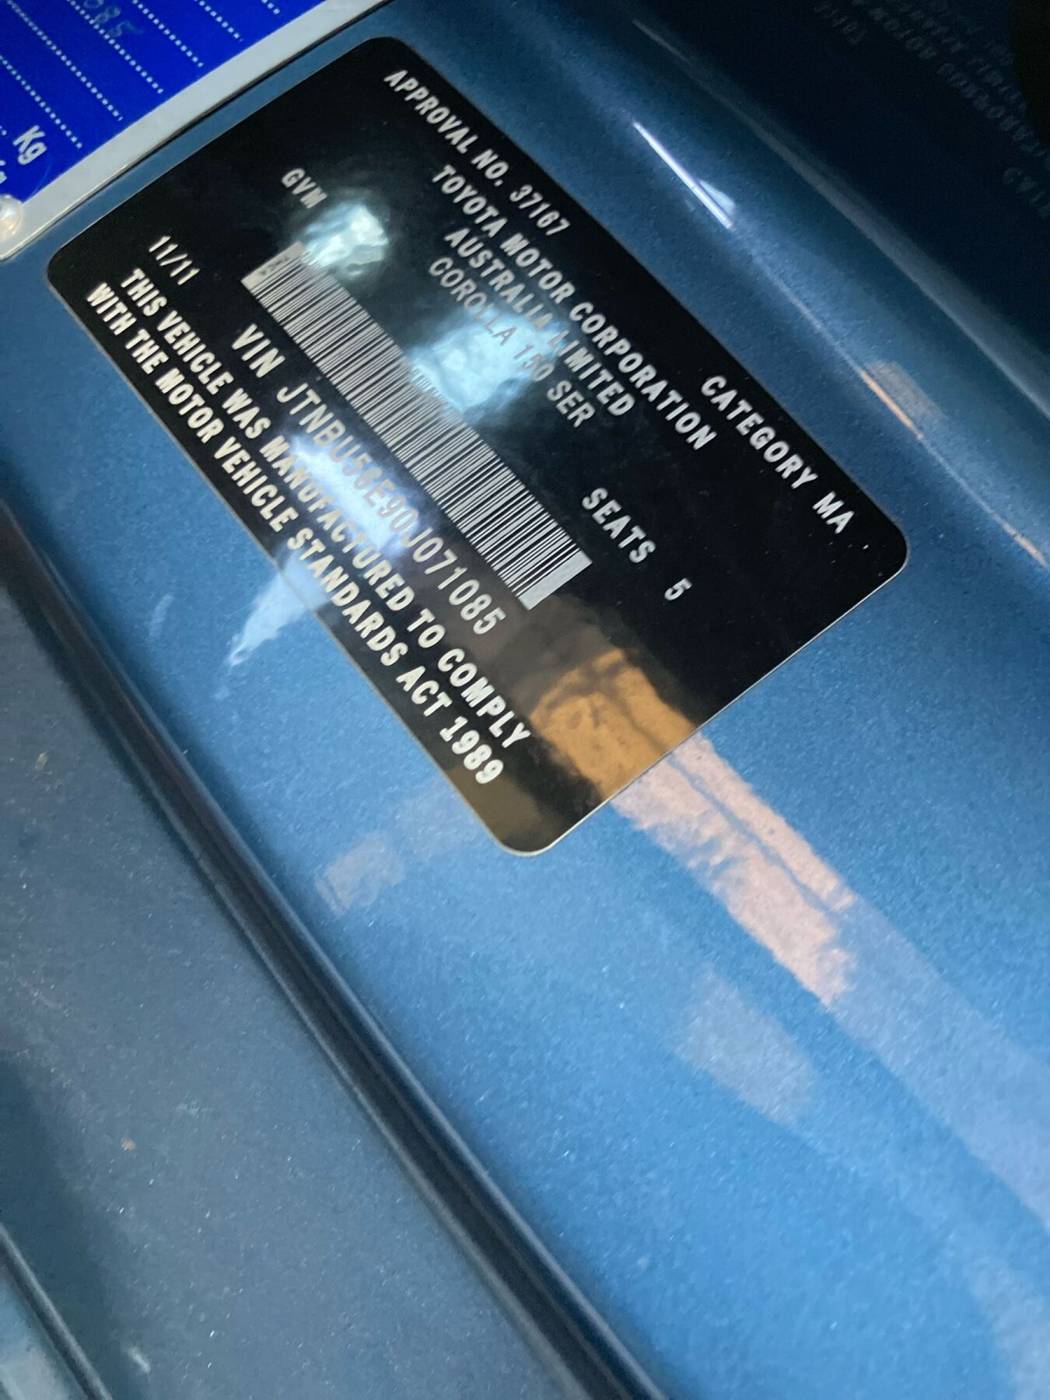 APPROVAL NO. 37167 CATEGORY MA
TOYOTA MOTOR CORPORATION
AUSTRALIA LIMITED
COROLLA 150 SER
GVM SEATS 5
11/11 VIN JTNBU56E90J071085
THIS VEHICLE WAS MANUFACTURED TO COMPLY
WITH THE MOTOR VEHICLE STANDARDS ACT 1989
Kg